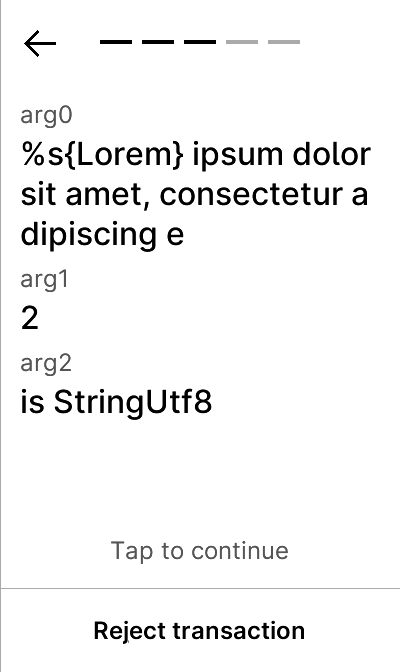 arg0
%s{Lorem} ipsum dolor
sit amet, consectetur a
dipiscing e
arg1
2
arg2
is StringUtf8
Tap to continue
Reject transaction